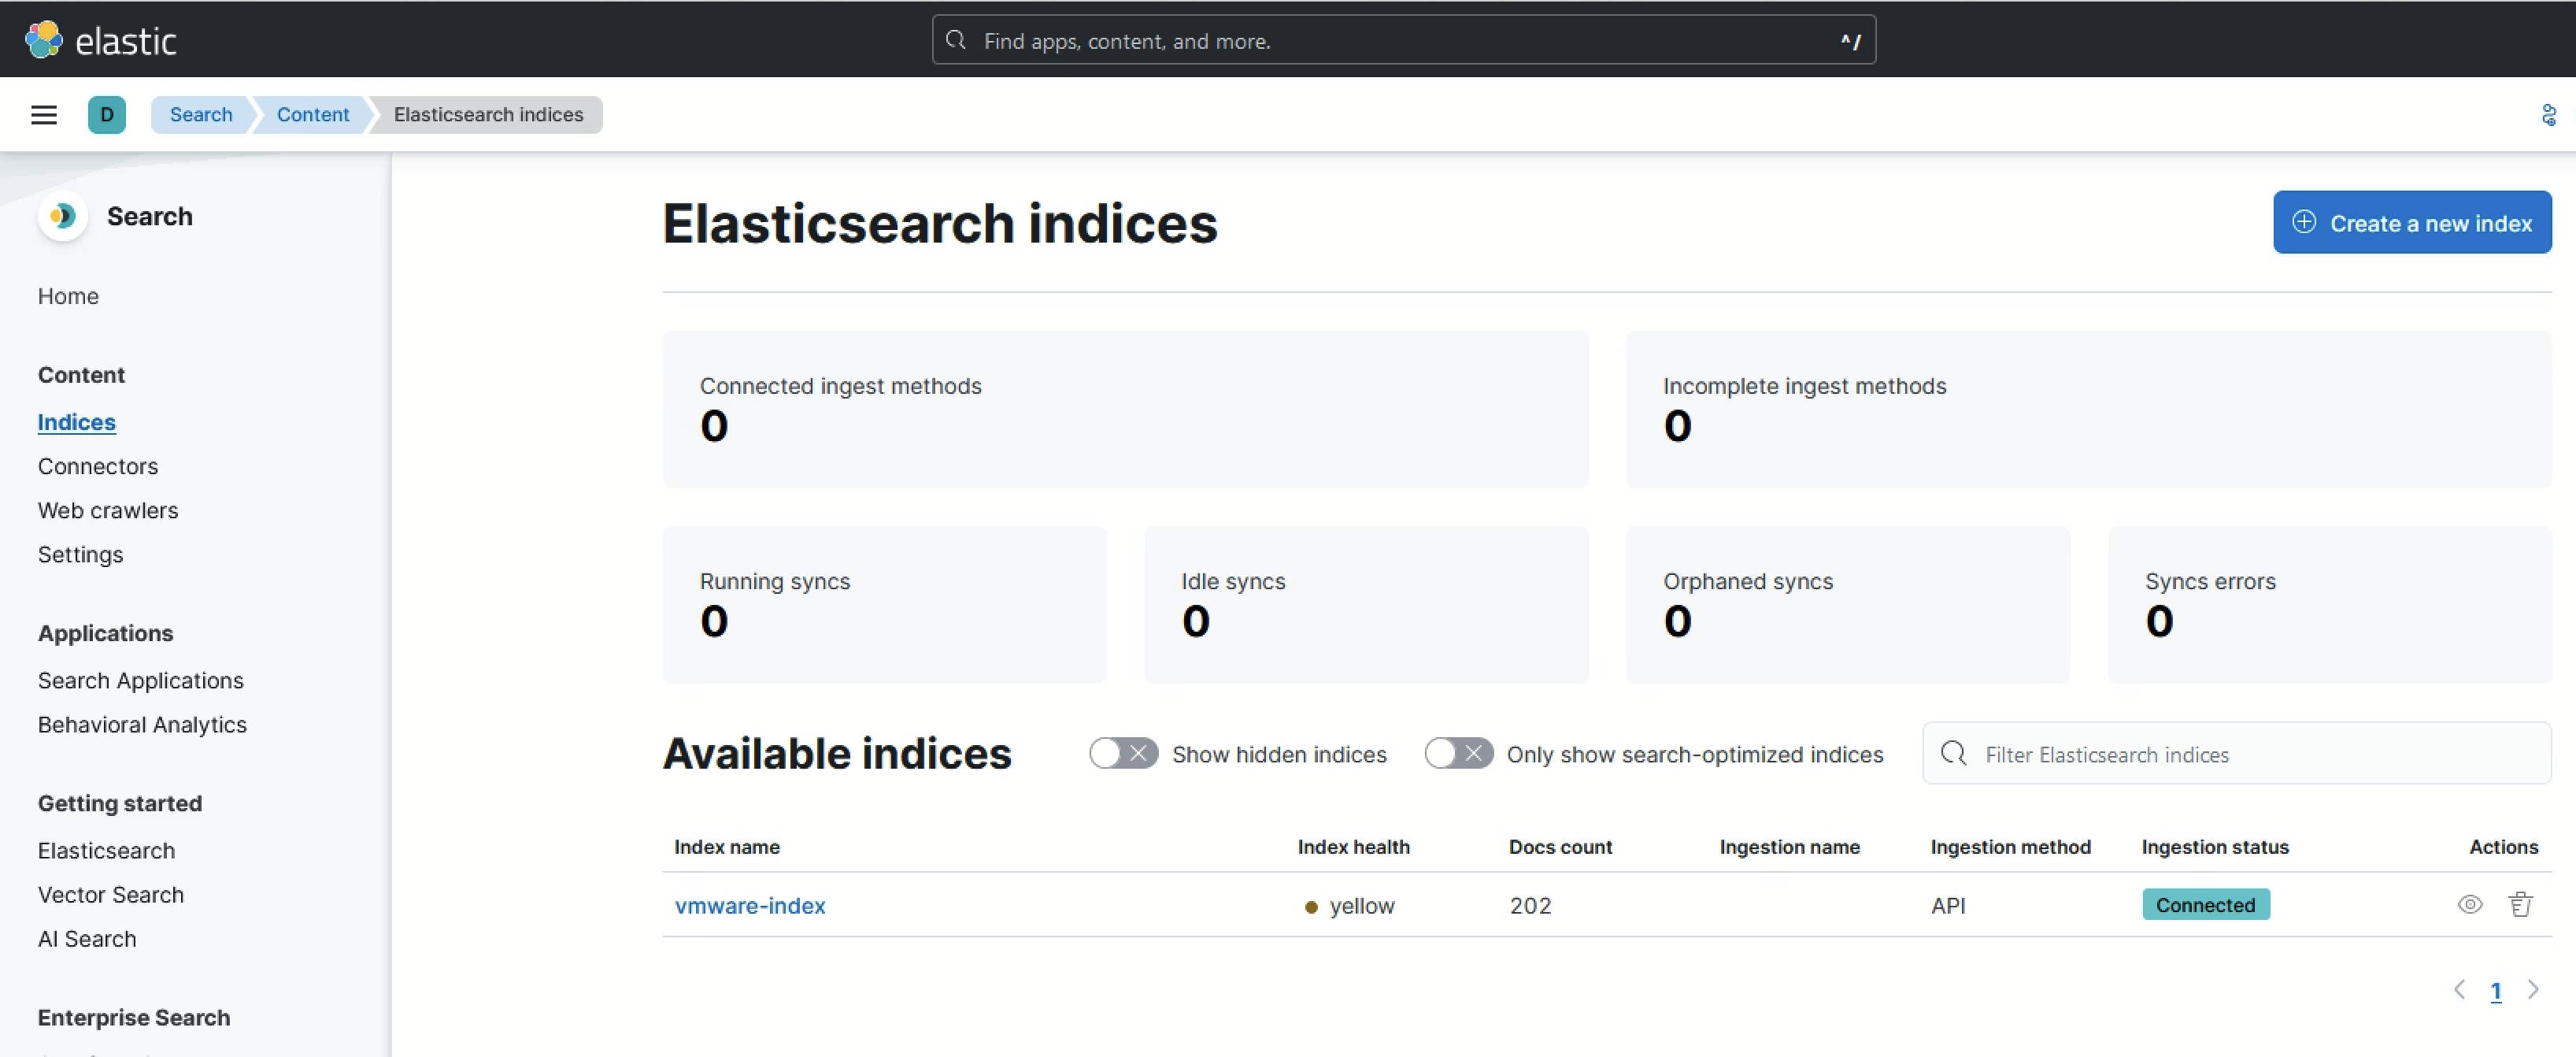 elastic
Find apps, content, and more.
^/
D
Search
Content
Elasticsearch indices
Search
Home
Content
Indices
Connectors
Web crawlers
Settings
Applications
Search Applications
Behavioral Analytics
Getting started
Elasticsearch
Vector Search
AI Search
Enterprise Search
Elasticsearch indices
Create a new index
Connected ingest methods
0
Incomplete ingest methods
0
Running syncs
0
Idle syncs
0
Orphaned syncs
0
Syncs errors
0
Available indices
Show hidden indices
Only show search-optimized indices
Filter Elasticsearch indices
Index name Index health Docs count Ingestion name Ingestion method Ingestion status Actions
vmware-index yellow 202 API Connected
1